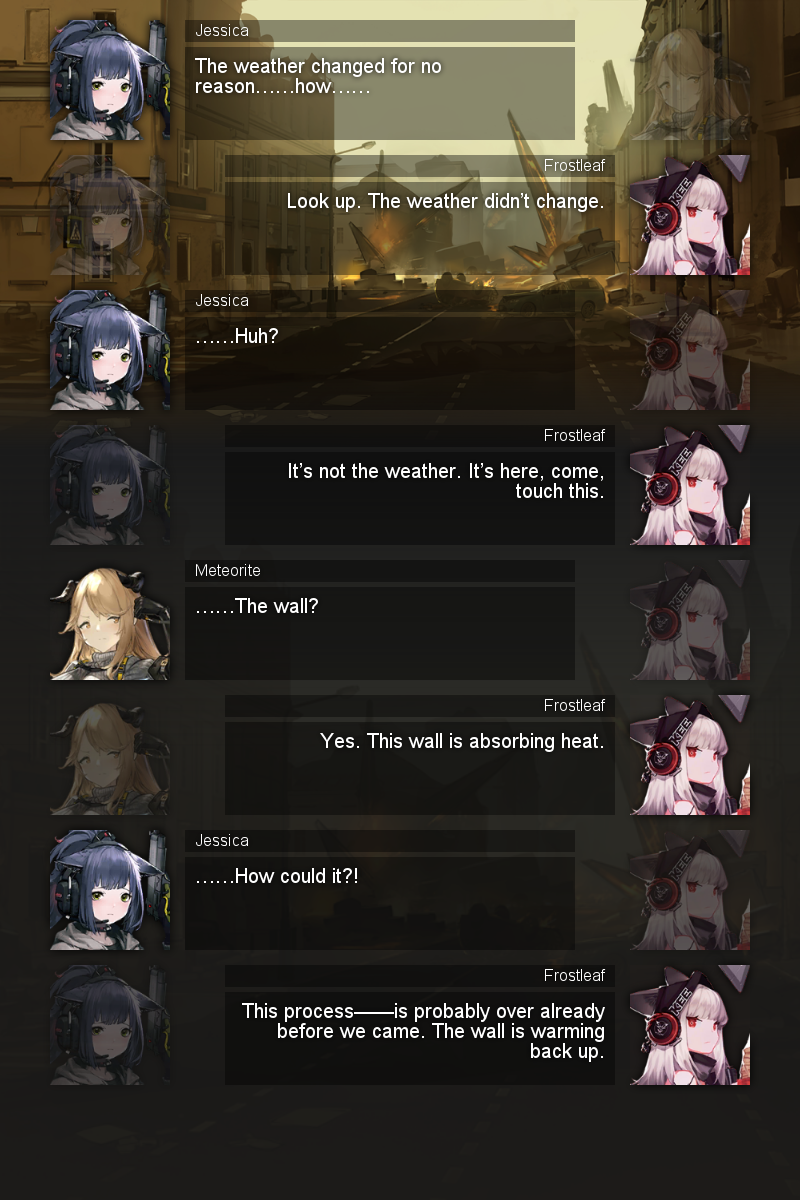 Jessica
The weather changed for no
reason……how……
Frostleaf
Look up. The weather didn’t change.
Jessica
……Huh?
Frostleaf
It’s not the weather. It’s here, come,
touch this.
Meteorite
……The wall?
Frostleaf
Yes. This wall is absorbing heat.
Jessica
……How could it?!
Frostleaf
This process——is probably over already
before we came. The wall is warming
back up.